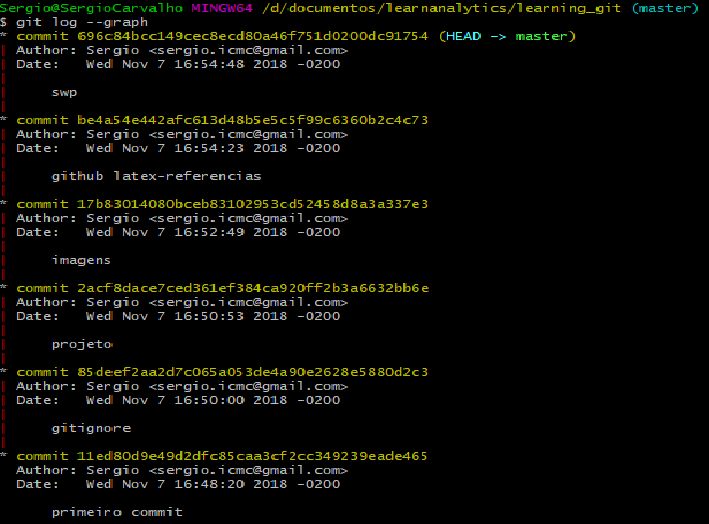 Sergio@SergioCarvalho MINGW64 /d/documentos/learnanalytics/learning_git (master)
$ git log --graph
* commit 696c84bcc149cec8ecd80a46f751d0200dc91754 (HEAD -> master)
| Author: Sergio <sergio.icmc@gmail.com>
| Date:   Wed Nov 7 16:54:48 2018 -0200
|
|     swp
|
* commit be4a54e442afc613d48b5e5c5f99c6360b2c4c73
| Author: Sergio <sergio.icmc@gmail.com>
| Date:   Wed Nov 7 16:54:23 2018 -0200
|
|     github latex-referencias
|
* commit 17b83014080bceb83102953cd52458d8a3a337e3
| Author: Sergio <sergio.icmc@gmail.com>
| Date:   Wed Nov 7 16:52:49 2018 -0200
|
|     imagens
|
* commit 2acf8dace7ced361ef384ca920ff2b3a6632bb6e
| Author: Sergio <sergio.icmc@gmail.com>
| Date:   Wed Nov 7 16:50:53 2018 -0200
|
|     projeto
|
* commit 85deef2aa2d7c065a053de4a90e2628e5880d2c3
| Author: Sergio <sergio.icmc@gmail.com>
| Date:   Wed Nov 7 16:50:00 2018 -0200
|
|     gitignore
|
* commit 11ed80d9e49d2dfc85caa3cf2cc349239eade465
  Author: Sergio <sergio.icmc@gmail.com>
  Date:   Wed Nov 7 16:48:20 2018 -0200

      primeiro commit